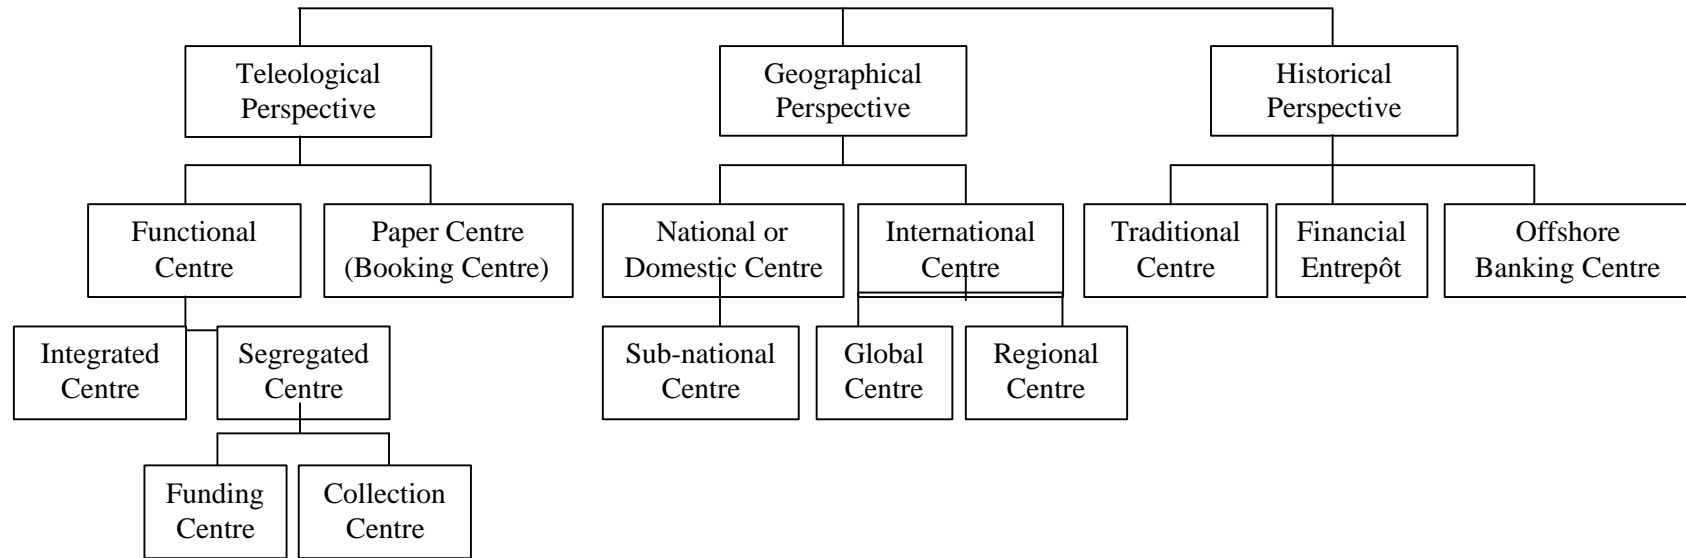 Teleological
Perspective
Geographical
Perspective
Historical
Perspective
Functional
Centre
Paper Centre
(Booking Centre)
National or
Domestic Centre
International
Centre
Traditional
Centre
Financial
Entrepôt
Offshore
Banking Centre
Integrated
Centre
Segregated
Centre
Sub-national
Centre
Global
Centre
Regional
Centre
Funding
Centre
Collection
Centre